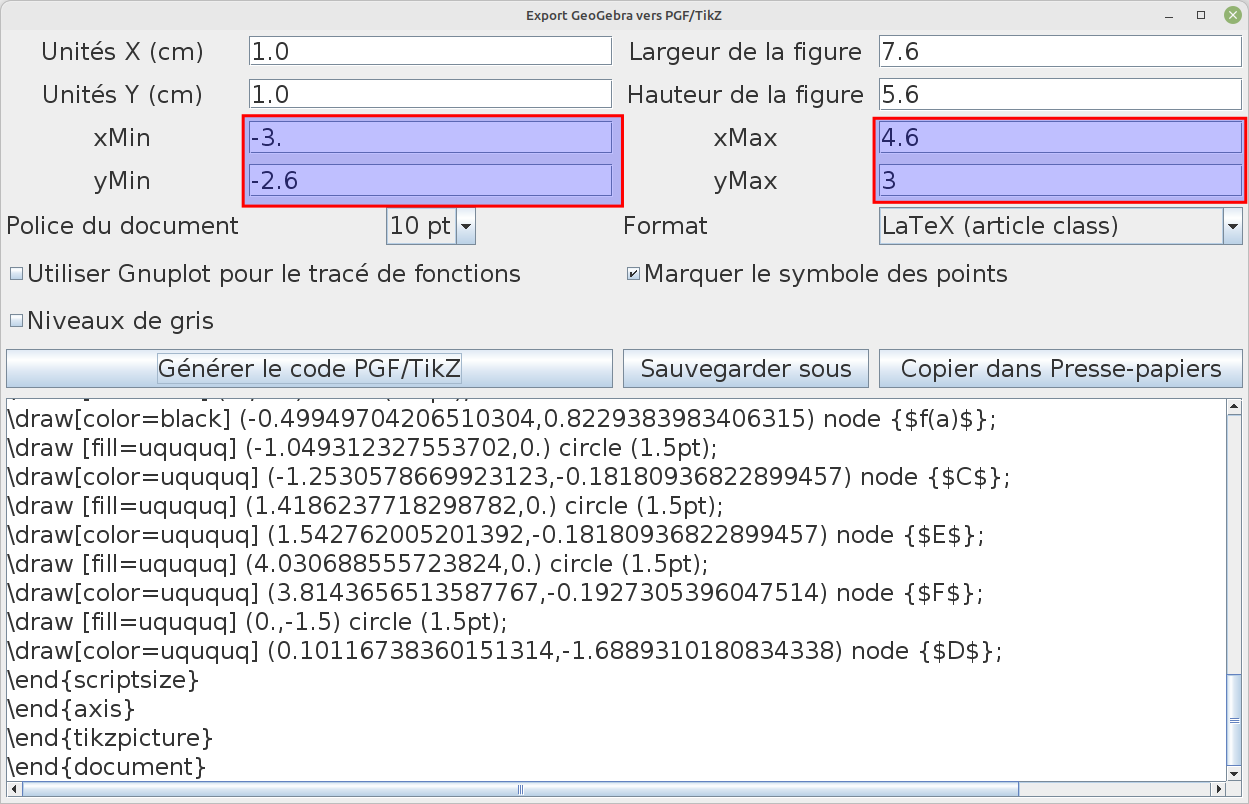 Export GeoGebra vers PGF/TikZ
Unités X (cm) 1.0 Largeur de la figure 7.6
Unités Y (cm) 1.0 Hauteur de la figure 5.6
xMin -3. xMax 4.6
yMin -2.6 yMax 3
Police du document 10 pt Format LaTeX (article class)
Utiliser Gnuplot pour le tracé de fonctions Marquer le symbole des points
Niveaux de gris
Générer le code PGF/TikZ Sauvegarder sous Copier dans Presse-papiers
\draw[color=black] (-0.49949704206510304,0.8229383983406315) node {$f(a)$};
\draw [fill=uququq] (-1.049312327553702,0.) circle (1.5pt);
\draw[color=uququq] (-1.2530578669923123,-0.18180936822899457) node {$C$};
\draw [fill=uququq] (1.4186237718298782,0.) circle (1.5pt);
\draw[color=uququq] (1.542762005201392,-0.18180936822899457) node {$E$};
\draw [fill=uququq] (4.030688555723824,0.) circle (1.5pt);
\draw[color=uququq] (3.8143656513587767,-0.1927305396047514) node {$F$};
\draw [fill=uququq] (0.,-1.5) circle (1.5pt);
\draw[color=uququq] (0.10116738360151314,-1.6889310180834338) node {$D$};
\end{scriptsize}
\end{axis}
\end{tikzpicture}
\end{document}